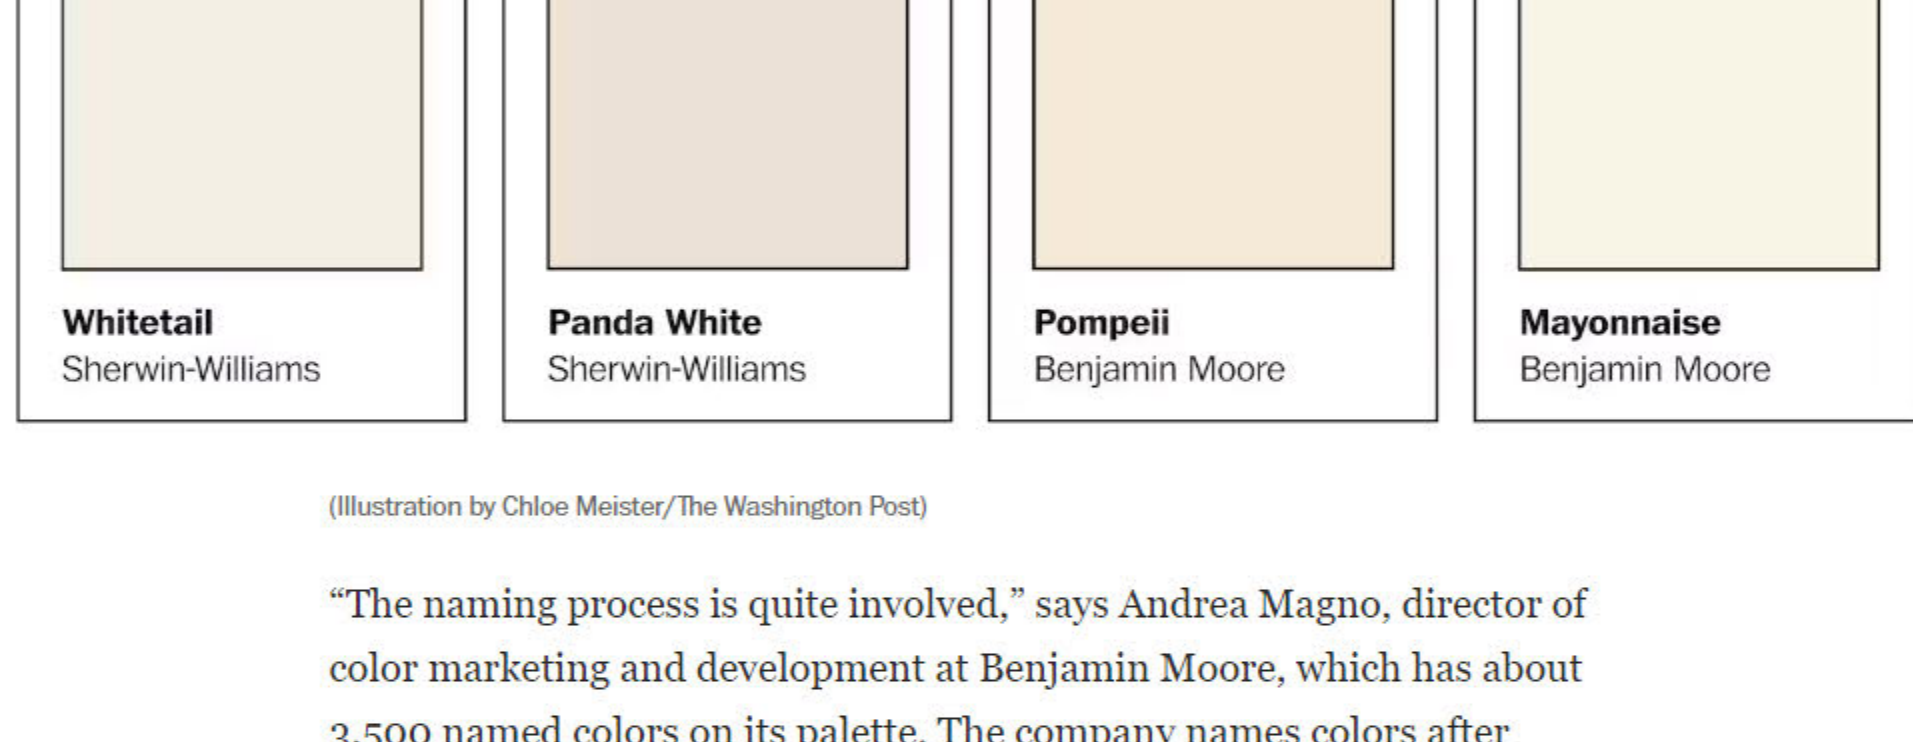 Whitetail
Sherwin-Williams
Panda White
Sherwin-Williams
Pompeii
Benjamin Moore
Mayonnaise
Benjamin Moore
(Illustration by Chloe Meister/The Washington Post)
“The naming process is quite involved,” says Andrea Magno, director of
color marketing and development at Benjamin Moore, which has about
3,500 named colors on its palette. The company names colors after